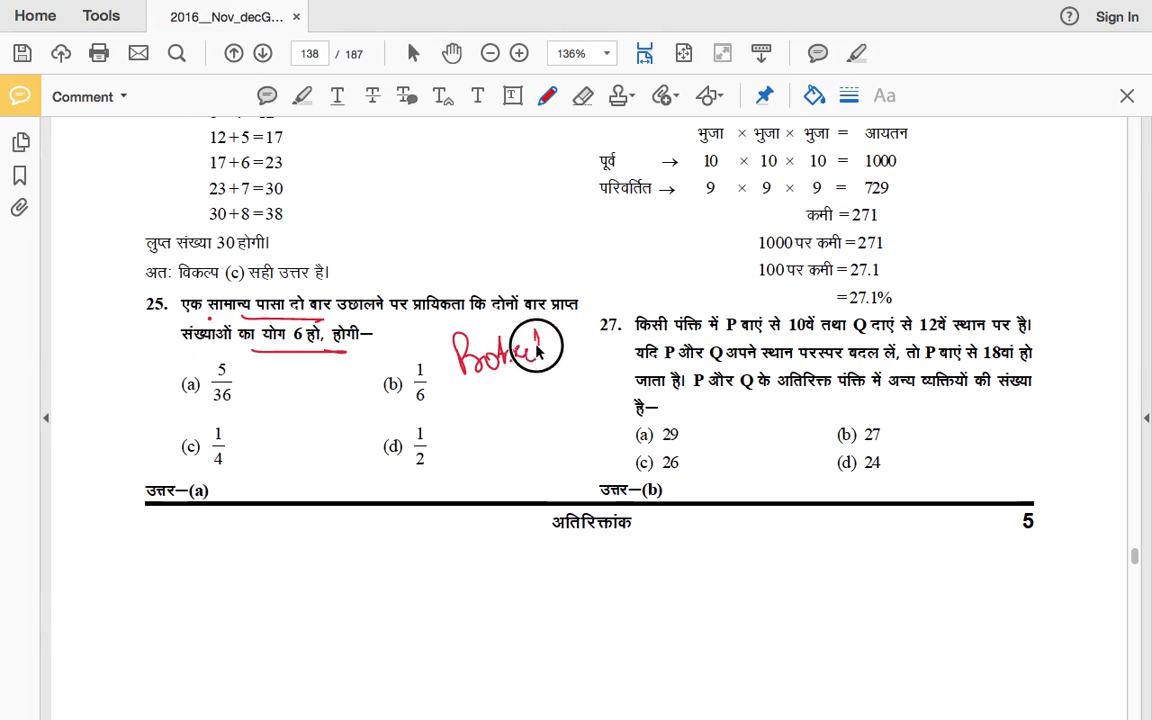 Home Tools 2016__Nov_decG... × Sign In
138 / 187 136%
Comment
12 + 5 = 17
17 + 6 = 23
23 + 7 = 30
30 + 8 = 38
लुप्त संख्या 30 होगी।
अतः विकल्प (c) सही उत्तर है।
25. एक सामान्य पासा दो बार उछालने पर प्रायिकता कि दोनों बार प्राप्त
संख्याओं का योग 6 हो, होगी—
(a) 5/36 (b) 1/6
(c) 1/4 (d) 1/2
उत्तर—(a)
भुजा × भुजा × भुजा = आयतन
पूर्व → 10 × 10 × 10 = 1000
परिवर्तित → 9 × 9 × 9 = 729
कमी = 271
1000 पर कमी = 271
100 पर कमी = 27.1
= 27.1%
27. किसी पंक्ति में P बाएं से 10वें तथा Q दाएं से 12वें स्थान पर है।
यदि P और Q अपने स्थान परस्पर बदल लें, तो P बाएं से 18वां हो
जाता है। P और Q के अतिरिक्त पंक्ति में अन्य व्यक्तियों की संख्या
है—
(a) 29 (b) 27
(c) 26 (d) 24
उत्तर—(b)
अतिरिक्तांक 5